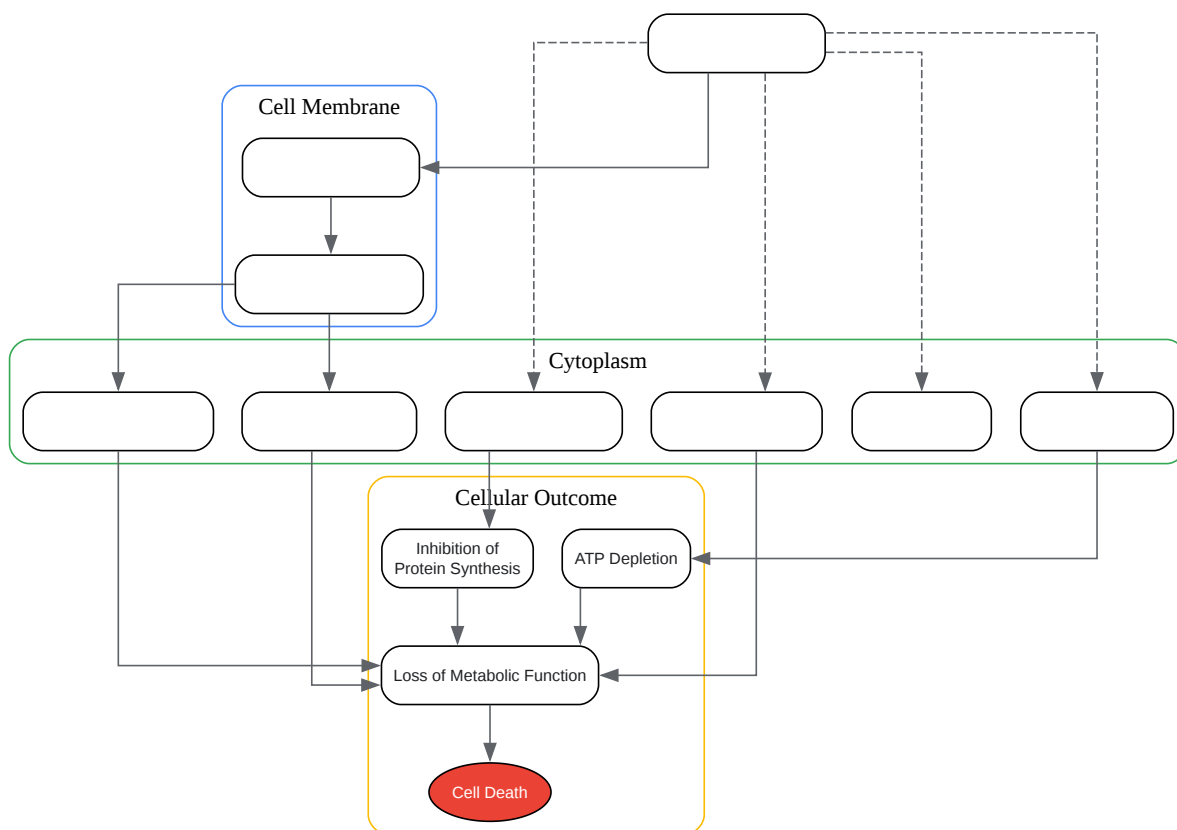 Cell Membrane
Cytoplasm
Cellular Outcome
Inhibition of
Protein Synthesis
ATP Depletion
Loss of Metabolic Function
Cell Death